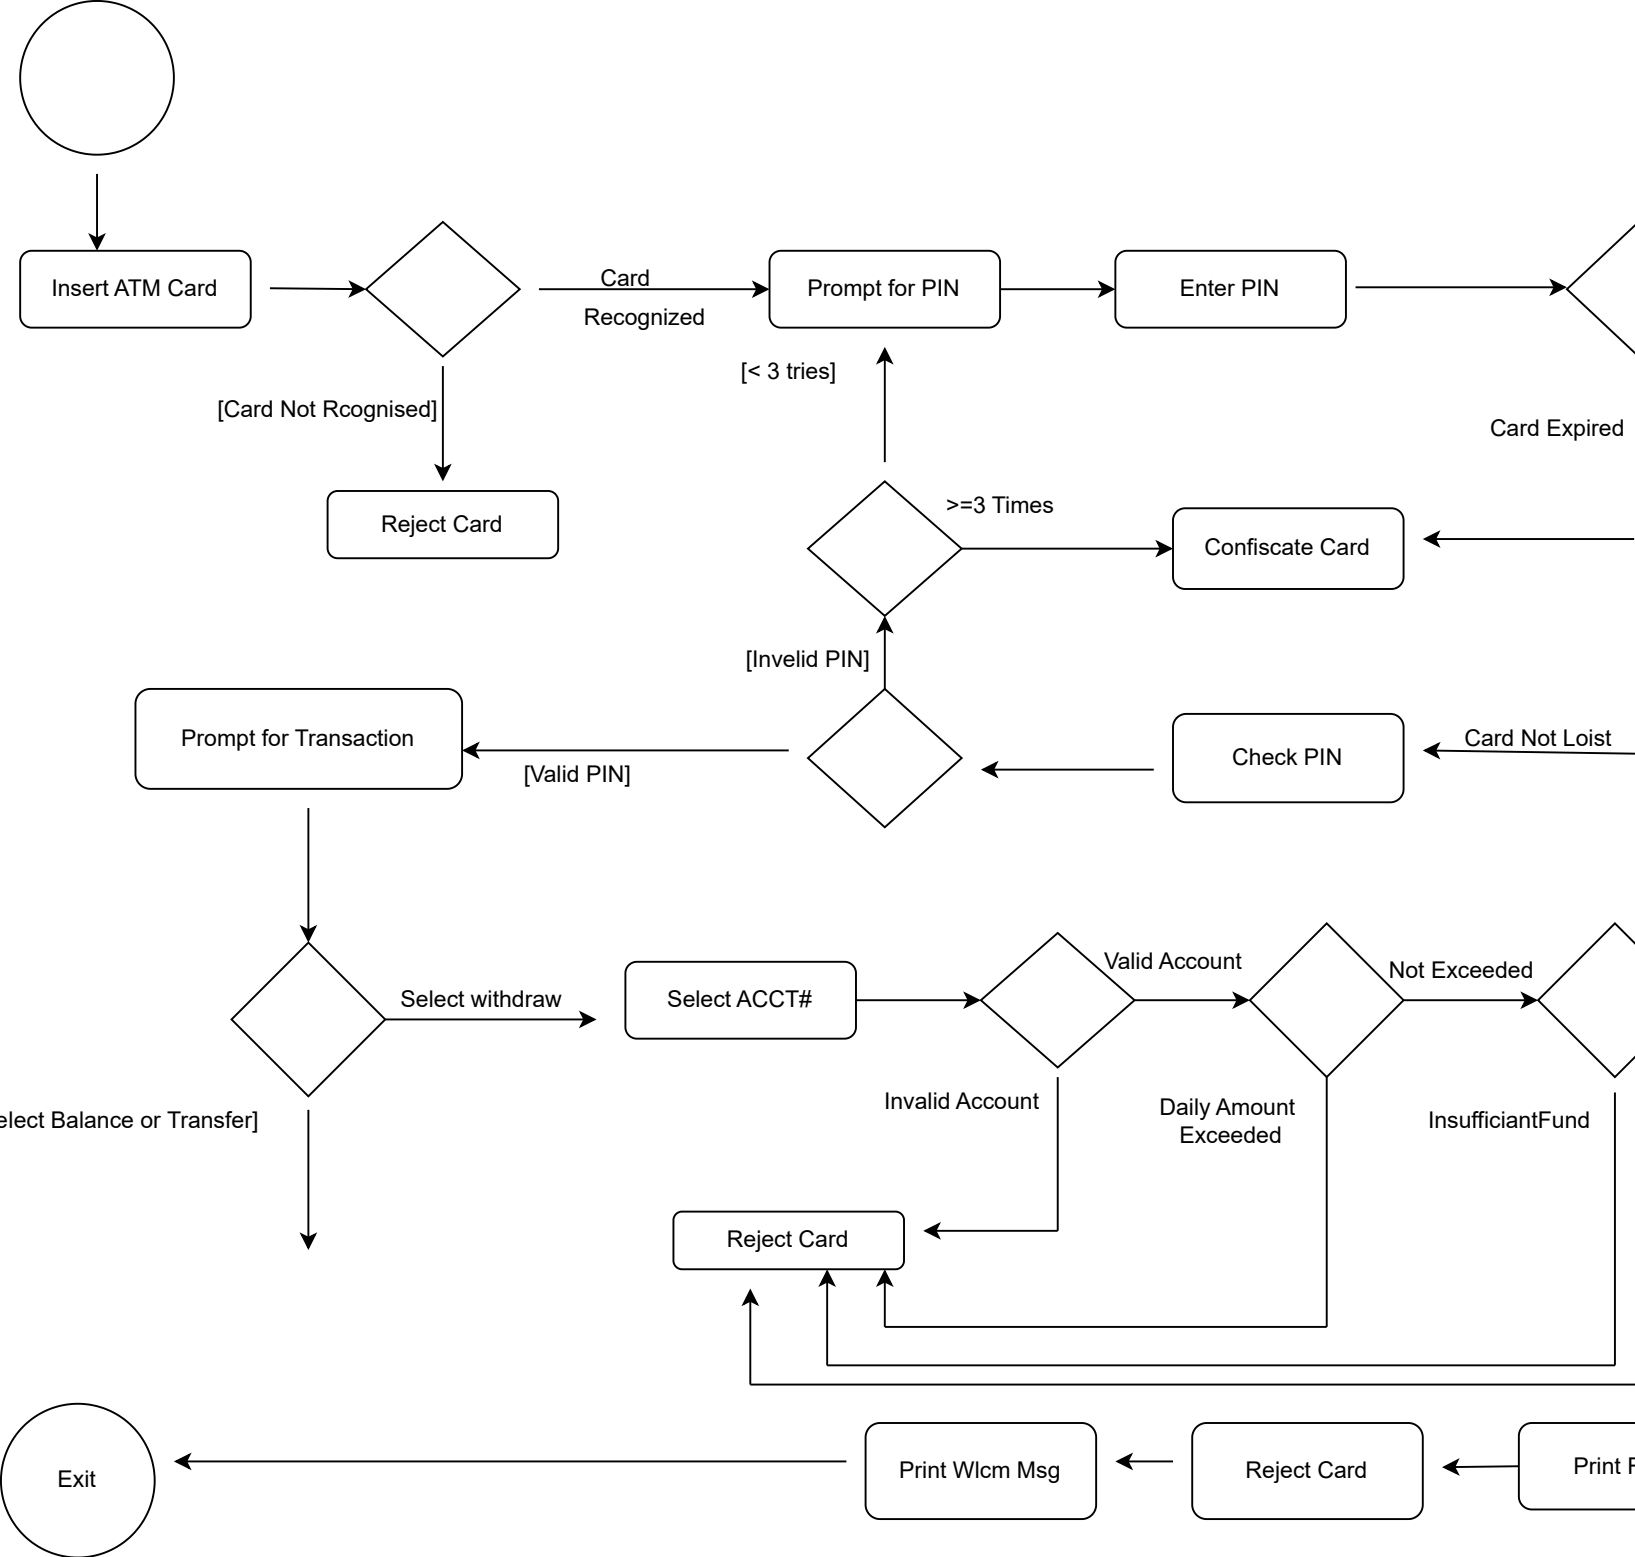 Insert ATM Card
Card
Recognized
Prompt for PIN
Enter PIN
[< 3 tries]
[Card Not Rcognised]
Card Expired
Reject Card
>=3 Times
Confiscate Card
[Invelid PIN]
Prompt for Transaction
[Valid PIN]
Check PIN
Card Not Loist
Select withdraw
Select ACCT#
Valid Account
Not Exceeded
elect Balance or Transfer]
Invalid Account
Daily Amount
Exceeded
InsufficiantFund
Reject Card
Exit
Print Wlcm Msg
Reject Card
Print